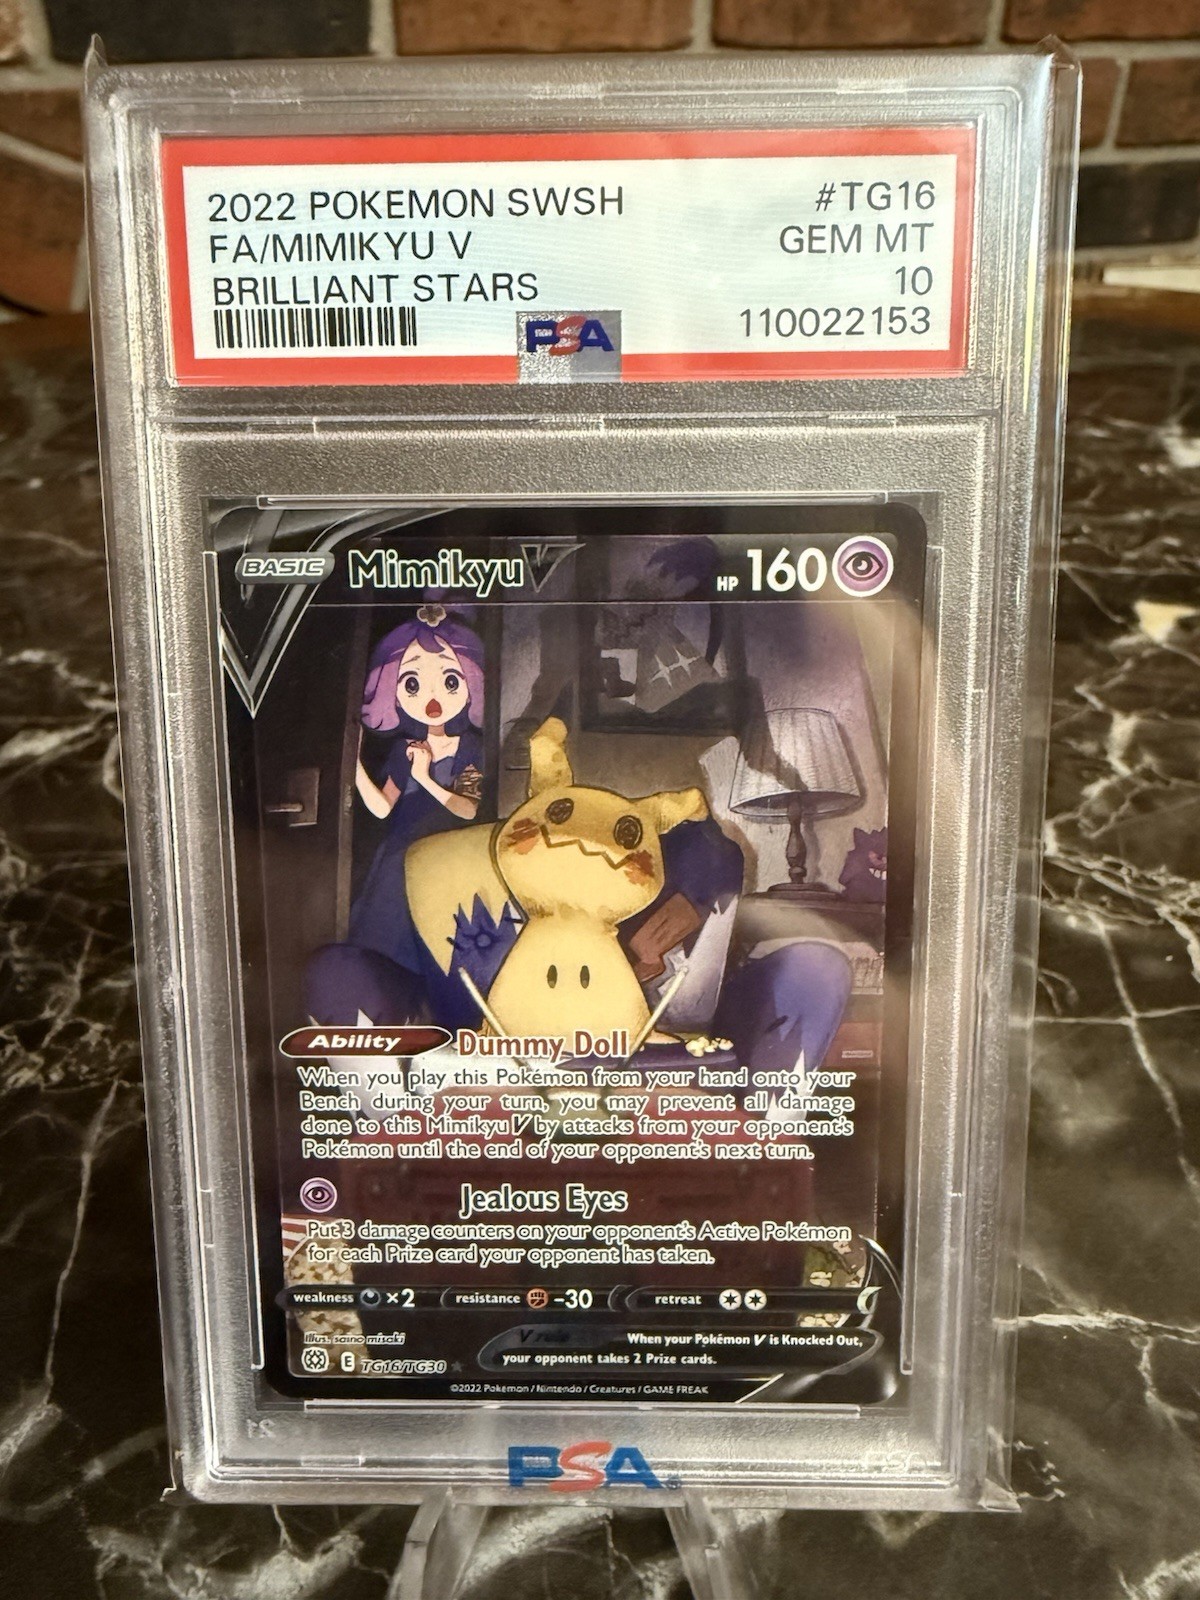 2022 POKEMON SWSH #TG16
FA/MIMIKYU V GEM MT
BRILLIANT STARS 10
110022153
PSA
BASIC Mimikyu V HP 160
Ability Dummy Doll
When you play this Pokémon from your hand onto your
Bench during your turn, you may prevent all damage
done to this Mimikyu V by attacks from your opponent's
Pokémon until the end of your opponent's next turn.
Jealous Eyes
Put 3 damage counters on your opponent's Active Pokémon
for each Prize card your opponent has taken.
weakness ×2 resistance -30 retreat
Illus. saino misaki
V rule When your Pokémon V is Knocked Out,
your opponent takes 2 Prize cards.
E TG16/TG30
©2022 Pokémon / Nintendo / Creatures / GAME FREAK
PSA